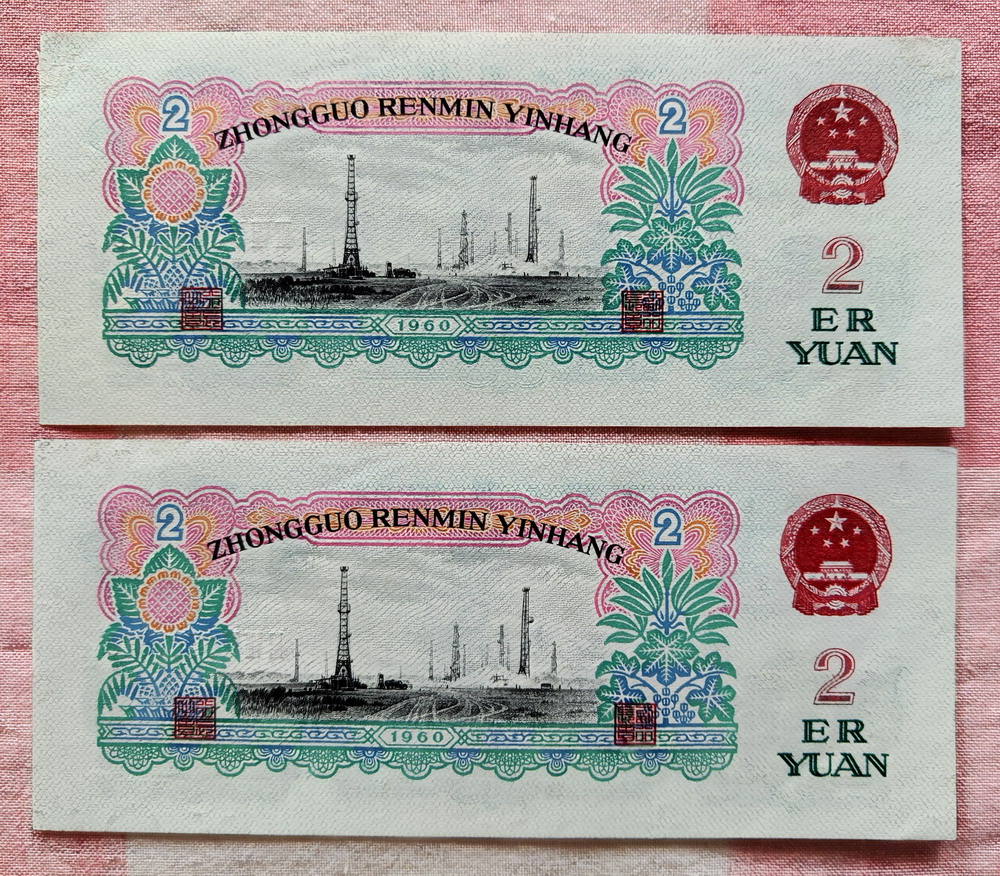 2 ZHONGGUO RENMIN YINHANG 2
2
1960
ER
YUAN
2 ZHONGGUO RENMIN YINHANG 2
2
1960
ER
YUAN